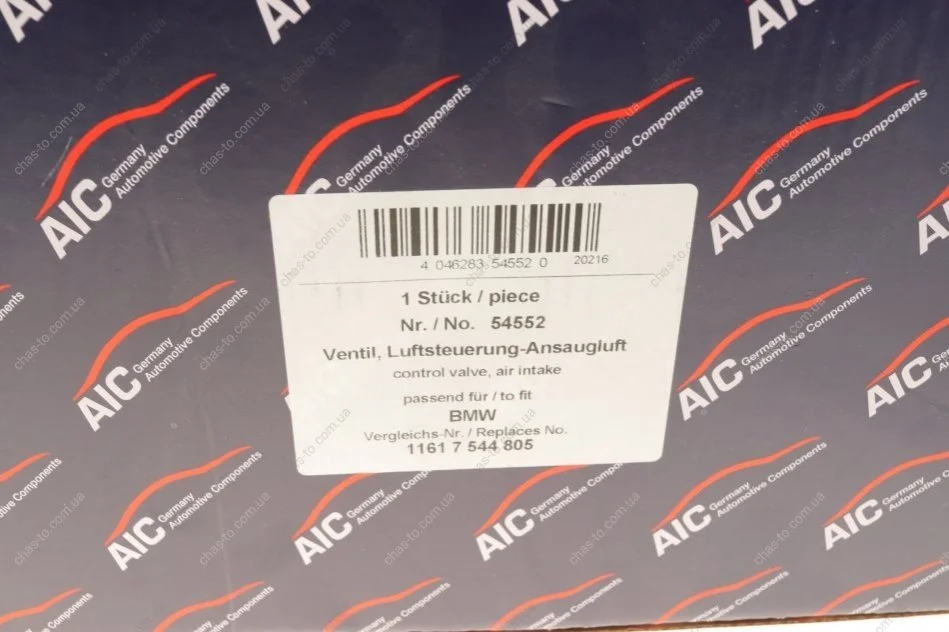 AIC Germany
Automotive Components
4 046283 54552 0 20216
1 Stück / piece
Nr. / No. 54552
Ventil, Luftsteuerung-Ansaugluft
control valve, air intake
passend für / to fit
BMW
Vergleichs-Nr. / Replaces No.
1161 7 544 805
chas-to.com.ua